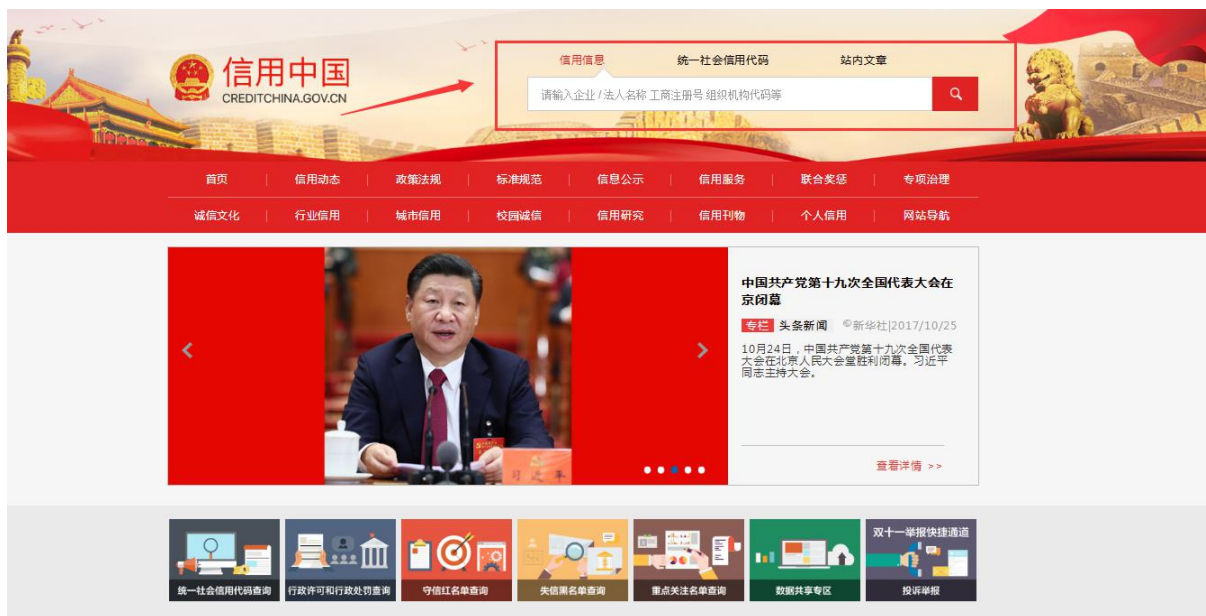 信用中国
CREDITCHINA.GOV.CN
信用信息 统一社会信用代码 站内文章
请输入企业/法人名称 工商注册号 组织机构代码等
首页 | 信用动态 | 政策法规 | 标准规范 | 信息公示 | 信用服务 | 联合奖惩 | 专项治理
诚信文化 | 行业信用 | 城市信用 | 校园诚信 | 信用研究 | 信用刊物 | 个人信用 | 网站导航
习近平
中国共产党第十九次全国代表大会在
京闭幕
专栏 头条新闻 ©新华社|2017/10/25
10月24日，中国共产党第十九次全国代表
大会在北京人民大会堂胜利闭幕。习近平
同志主持大会。
查看详情 >>
双十一举报快捷通道
统一社会信用代码查询 行政许可和行政处罚查询 守信红名单查询 失信黑名单查询 重点关注名单查询 数据共享专区 投诉举报